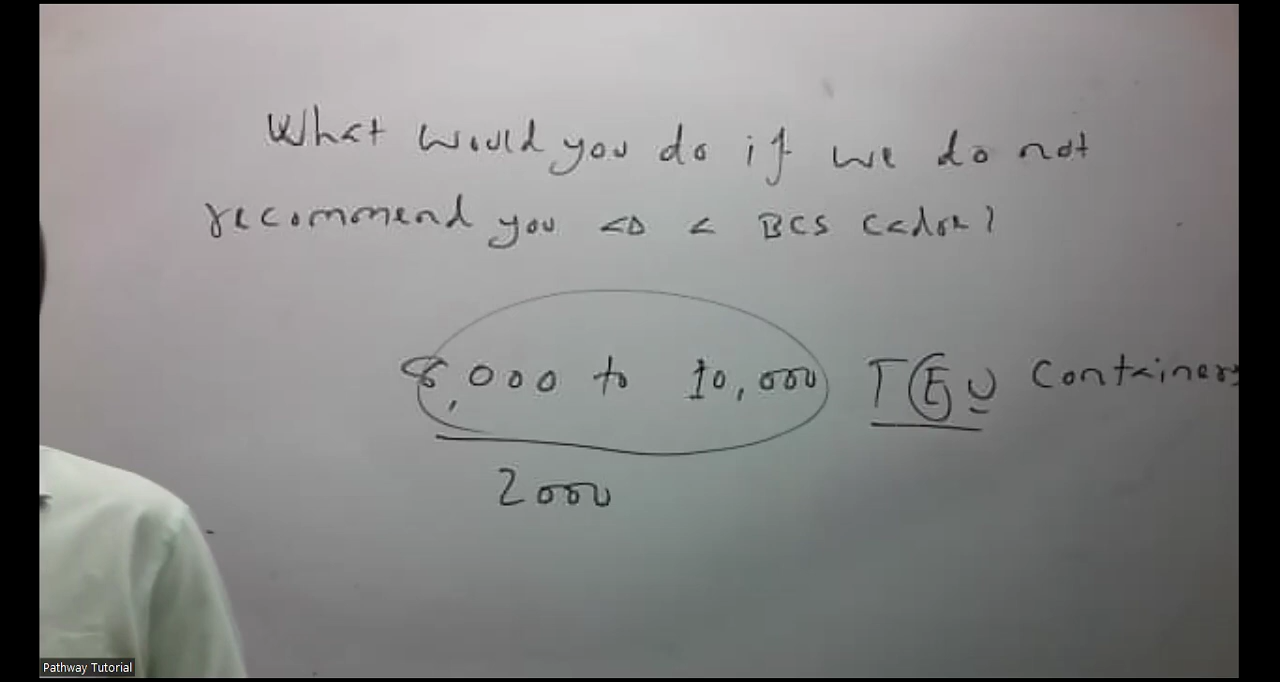 What would you do if we do not
recommend you as a BCS cadre?
8,000 to 10,000 TEU Containers
2000
Pathway Tutorial